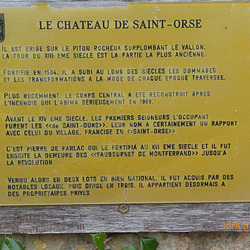 LE CHATEAU DE SAINT-ORSE
IL EST ERIGE SUR LE PITON ROCHEUX SURPLOMBANT LE VALLON.
LA TOUR DU XIII EME SIECLE EST LA PARTIE LA PLUS ANCIENNE.
FORTIFIE EN 1504, IL A SUBI AU LONG DES SIECLES DES DOMMAGES
ET DES TRANSFORMATIONS A LA MODE DE CHAQUE EPOQUE TRAVERSEE.
PLUS RECEMMENT, LE CORPS CENTRAL A ETE RECONSTRUIT APRES
L'INCENDIE QUI L'ABIMA SERIEUSEMENT EN 1909.
AVANT LE XIV EME SIECLE, LES PREMIERS SEIGNEURS L'OCCUPANT
FURENT LES «DE SAINT-OURS», LEUR NOM A CERTAINEMENT UN RAPPORT
AVEC CELUI DU VILLAGE, FRANCISE EN «SAINT-ORSE»
C'EST PIERRE DE FARLAC QUI LE FORTIFIA AU XVI EME SIECLE ET IL FUT
ENSUITE LA DEMEURE DES «FAUBOURNET DE MONTFERRAND» JUSQU'A
LA REVOLUTION.
VENDU ALORS EN DEUX LOTS EN BIEN NATIONAL, IL FUT ACQUIS PAR DES
NOTABLES LOCAUX PUIS DIVISE EN TROIS, IL APPARTIENT DESORMAIS A
DES PROPRIETAIRES PRIVES.